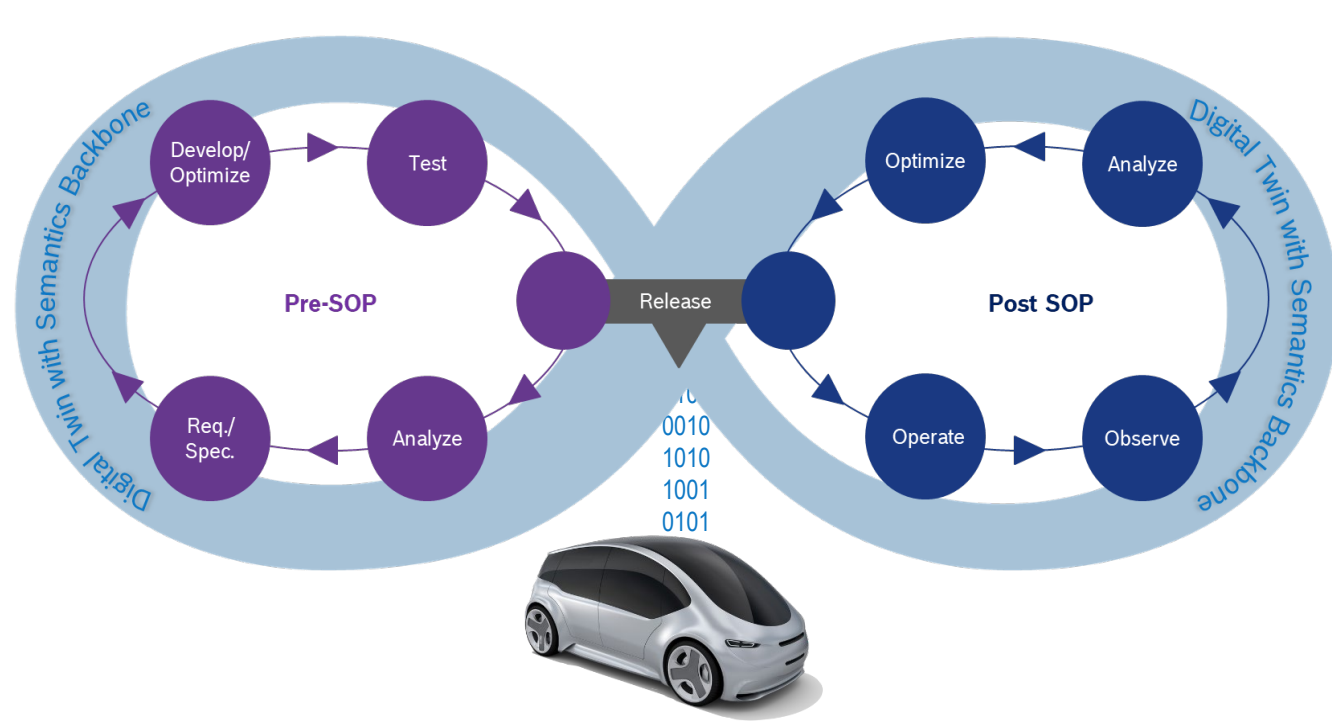 Digital Twin with Semantics Backbone
Develop/
Optimize
Test
Pre-SOP
Req./
Spec.
Analyze
Release
0010
1010
1001
0101
Optimize
Analyze
Post SOP
Operate
Observe
Digital Twin with Semantics Backbone